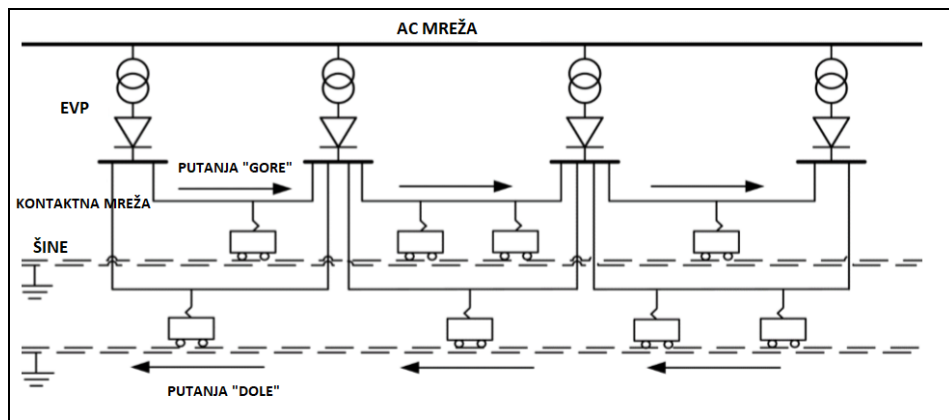 AC MREŽA
EVP
PUTANJA "GORE"
KONTAKTNA MREŽA
ŠINE
PUTANJA "DOLE"